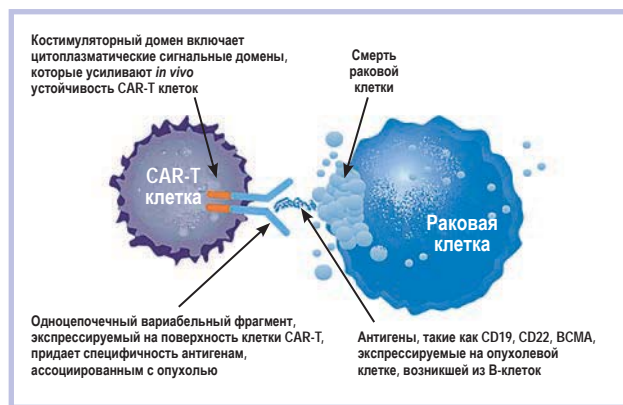 Костимуляторный домен включает
цитоплазматические сигнальные домены,
которые усиливают in vivo
устойчивость CAR-T клеток
Смерть
раковой
клетки
CAR-T
клетка
Раковая
клетка
Одноцепочечный вариабельный фрагмент,
экспрессируемый на поверхность клетки CAR-T,
придает специфичность антигенам,
ассоциированным с опухолью
Антигены, такие как CD19, CD22, BCMA,
экспрессируемые на опухолевой
клетке, возникшей из В-клеток